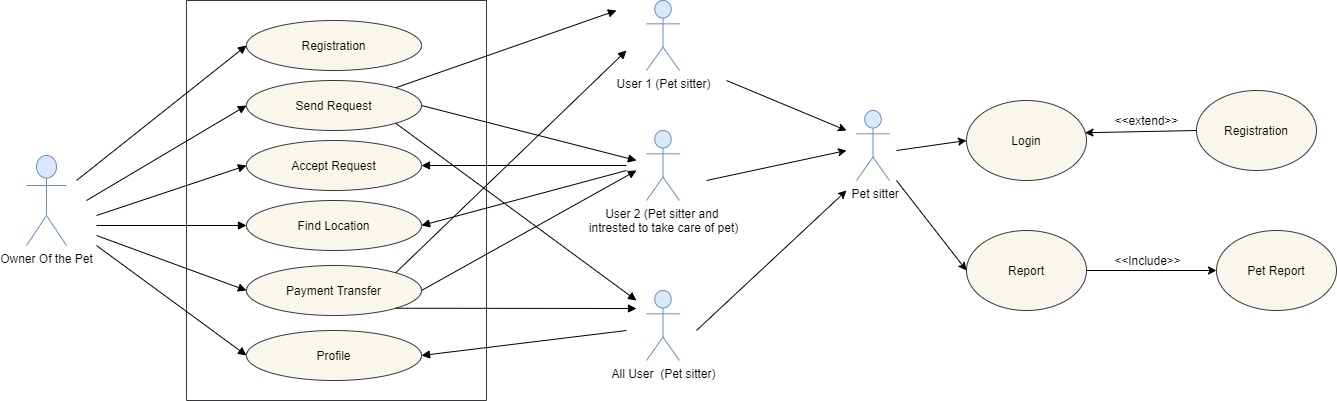 Registration
Send Request
Accept Request
Find Location
Payment Transfer
Profile
Owner Of the Pet
User 1 (Pet sitter)
User 2 (Pet sitter and
intrested to take care of pet)
All User  (Pet sitter)
Pet sitter
Login
<<extend>>
Registration
Report
<<Include>>
Pet Report